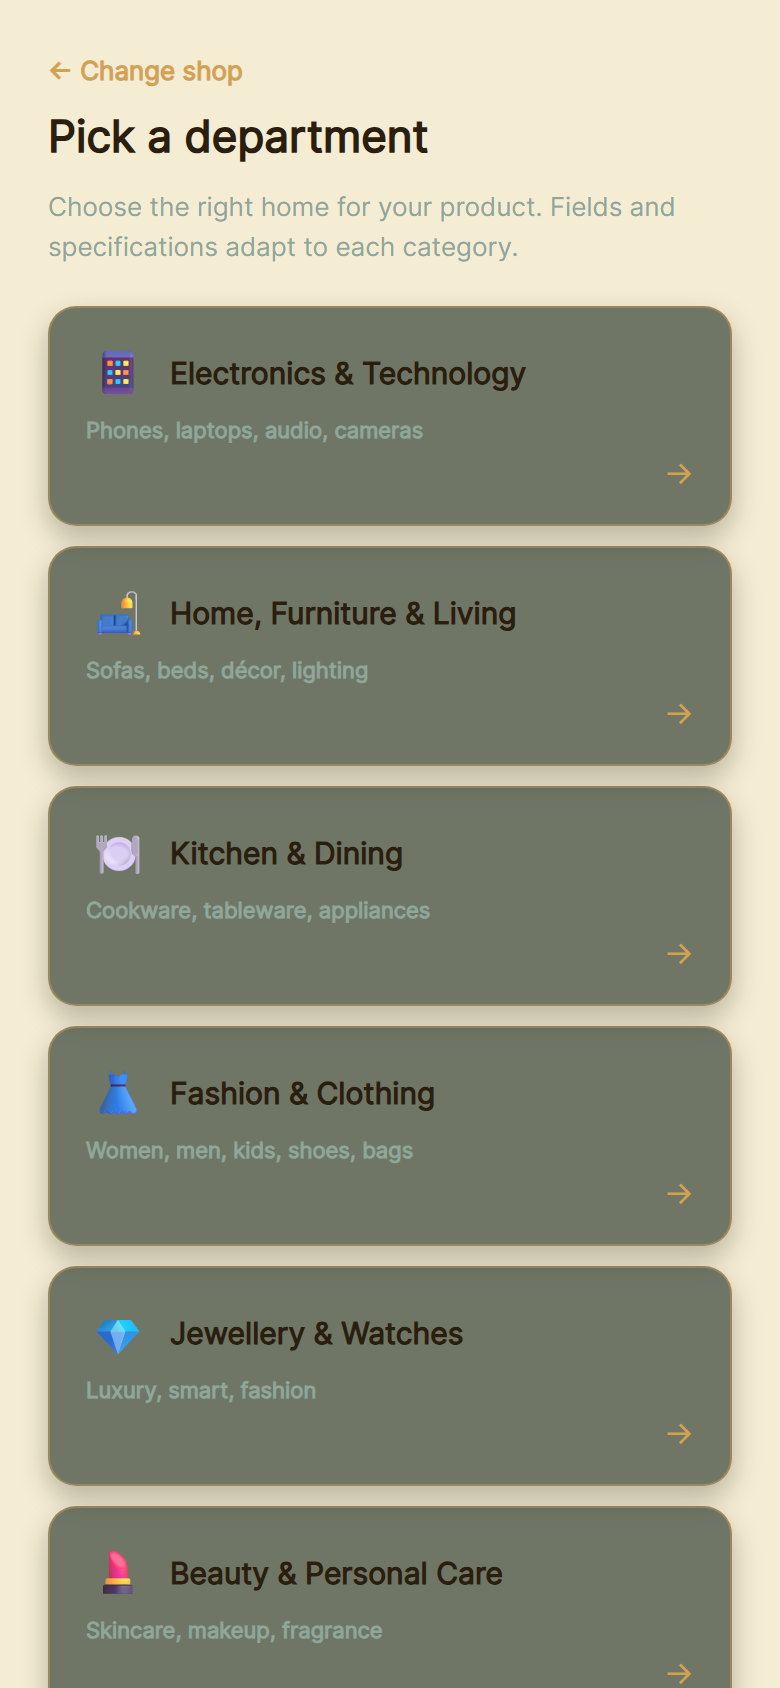 ← Change shop
Pick a department
Choose the right home for your product. Fields and
specifications adapt to each category.
Electronics & Technology
Phones, laptops, audio, cameras
→
Home, Furniture & Living
Sofas, beds, décor, lighting
→
Kitchen & Dining
Cookware, tableware, appliances
→
Fashion & Clothing
Women, men, kids, shoes, bags
→
Jewellery & Watches
Luxury, smart, fashion
→
Beauty & Personal Care
Skincare, makeup, fragrance
→